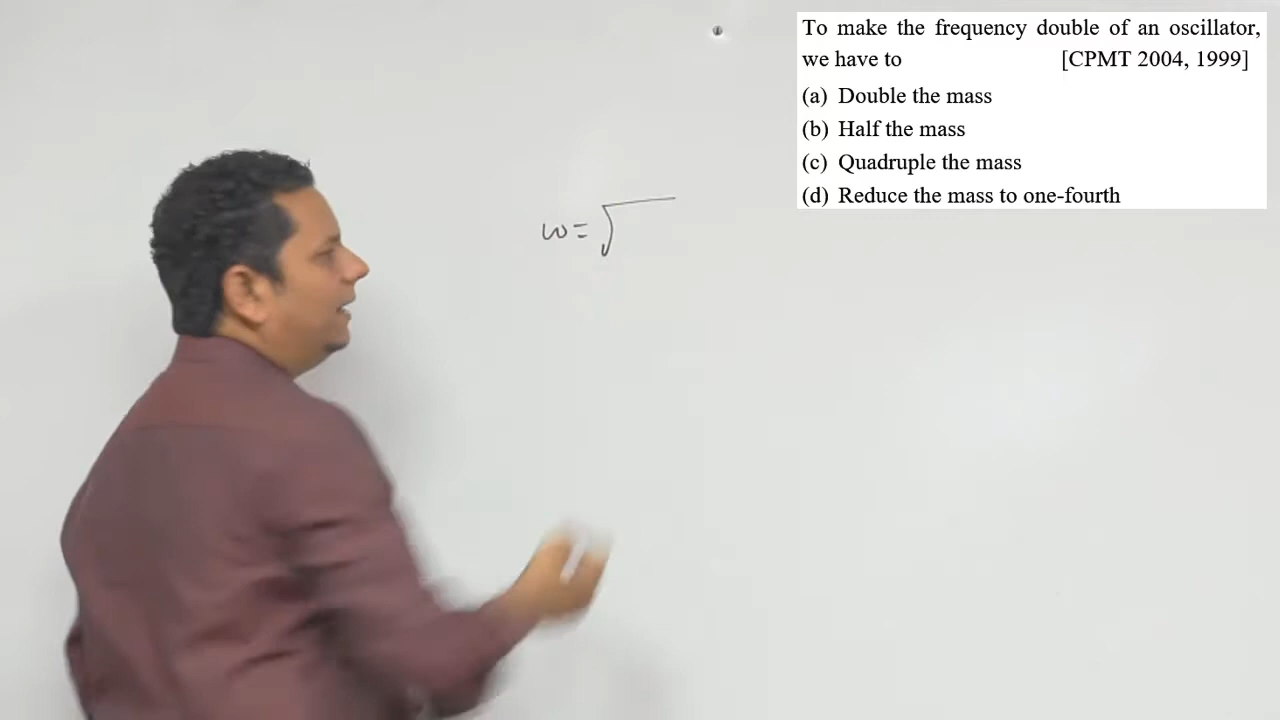 To make the frequency double of an oscillator,
we have to [CPMT 2004, 1999]
(a) Double the mass
(b) Half the mass
(c) Quadruple the mass
(d) Reduce the mass to one-fourth
ω = √